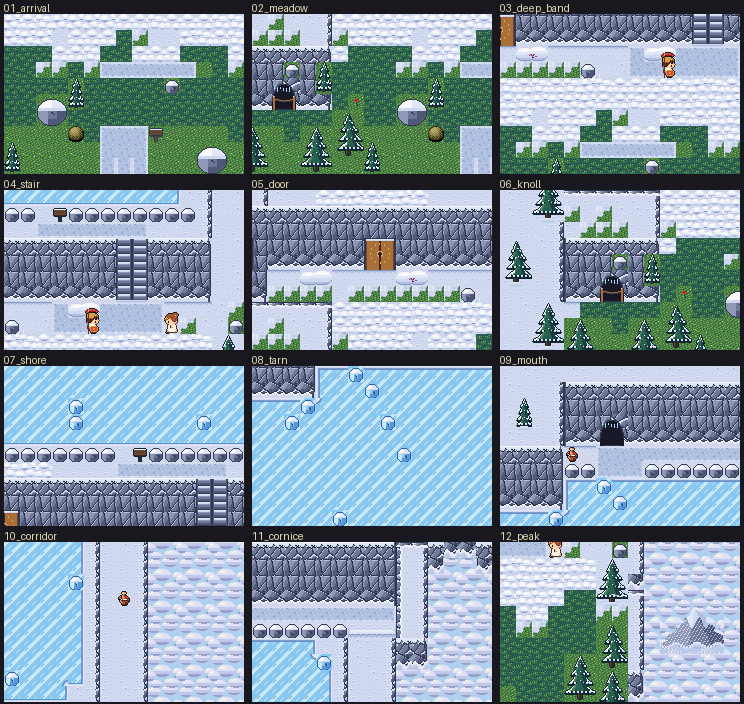 01_arrival
02_meadow
03_deep_band
04_stair
05_door
06_knoll
07_shore
08_tarn
09_mouth
10_corridor
11_cornice
12_peak